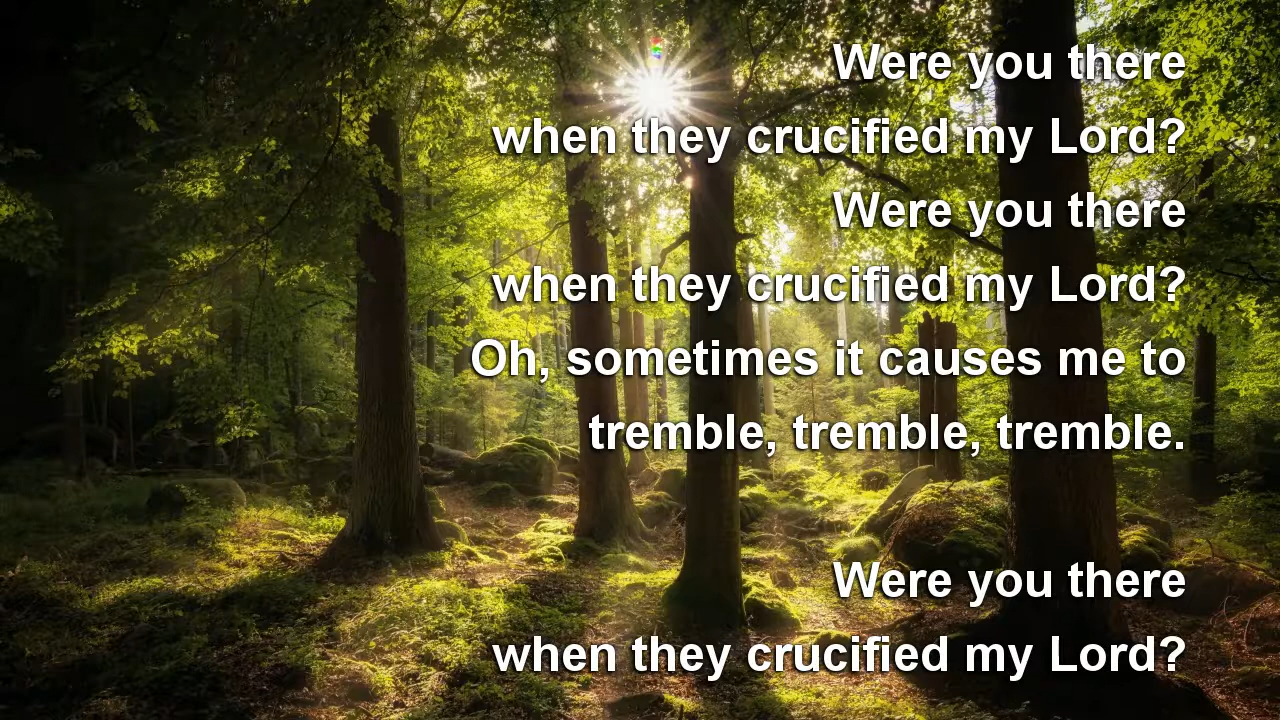 Were you there
when they crucified my Lord?
Were you there
when they crucified my Lord?
Oh, sometimes it causes me to
tremble, tremble, tremble.
Were you there
when they crucified my Lord?